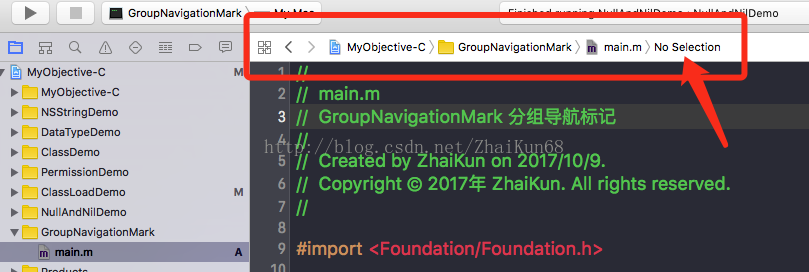 GroupNavigationMark
My Mac
Finished running NullAndNilDemo : NullAndNilDemo
MyObjective-C
GroupNavigationMark
main.m
No Selection
MyObjective-C M
MyObjective-C
NSStringDemo
DataTypeDemo
ClassDemo
PermissionDemo
ClassLoadDemo M
NullAndNilDemo
GroupNavigationMark
main.m A
Products
1 //
2 // main.m
3 // GroupNavigationMark 分组导航标记
4 //
http://blog.csdn.net/ZhaiKun68
5 // Created by ZhaiKun on 2017/10/9.
6 // Copyright © 2017年 ZhaiKun. All rights reserved.
7 //
8
9 #import <Foundation/Foundation.h>